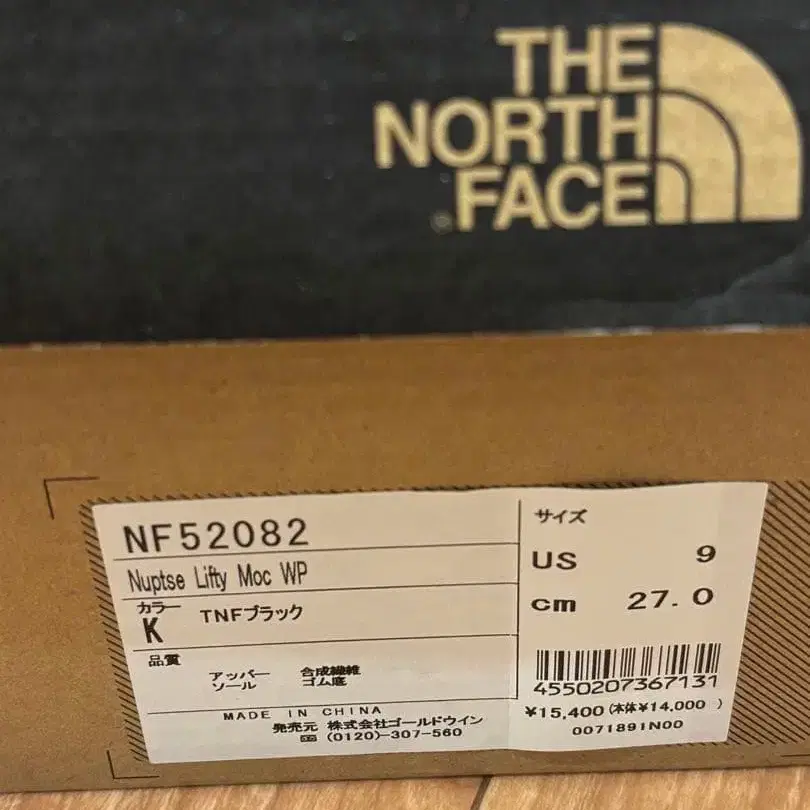 THE
NORTH
FACE
NF52082
Nuptse Lifty Moc WP
カラー
K TNFブラック
品質
アッパー 合成繊維
ソール ゴム底
MADE IN CHINA
発売元 株式会社ゴールドウイン
(0120)-307-560
サイズ
US 9
cm 27.0
4550207367131
¥15,400(本体¥14,000 )
0071891N00